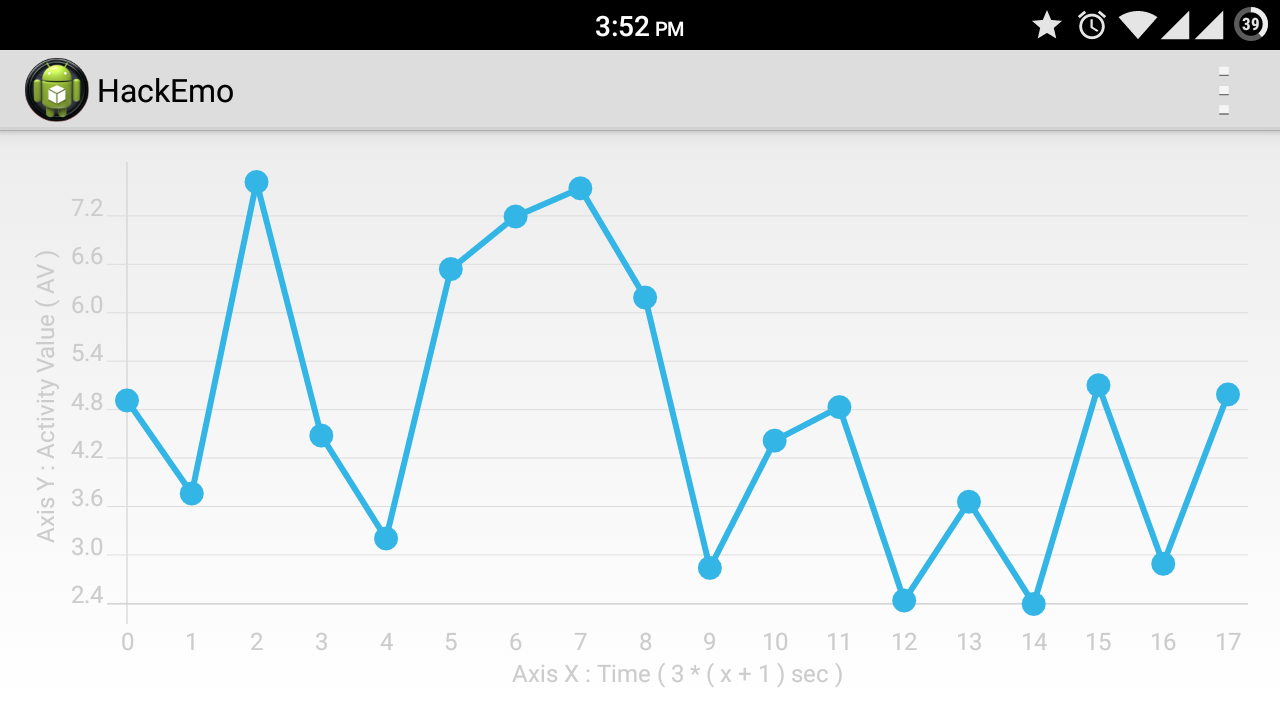 3:52 PM
39
HackEmo
7.2
6.6
6.0
5.4
4.8
4.2
3.6
3.0
2.4
Axis Y : Activity Value ( AV )
0 1 2 3 4 5 6 7 8 9 10 11 12 13 14 15 16 17
Axis X : Time ( 3 * ( x + 1 ) sec )